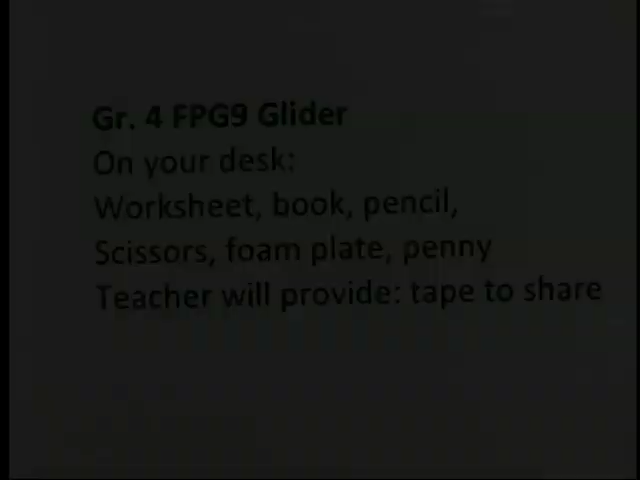 Gr. 4 FPG9 Glider
On your desk:
Worksheet, book, pencil,
Scissors, foam plate, penny
Teacher will provide: tape to share